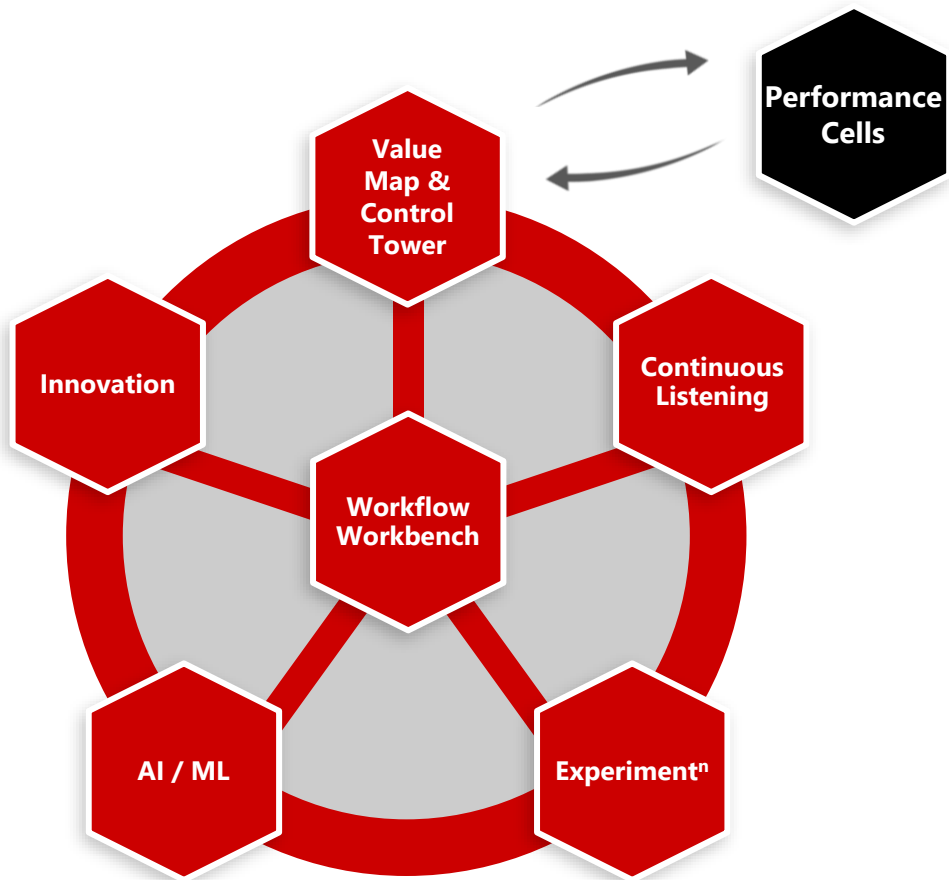 Performance
Cells
Value
Map &
Control
Tower
Innovation
Continuous
Listening
Workflow
Workbench
AI / ML
Experimentⁿ